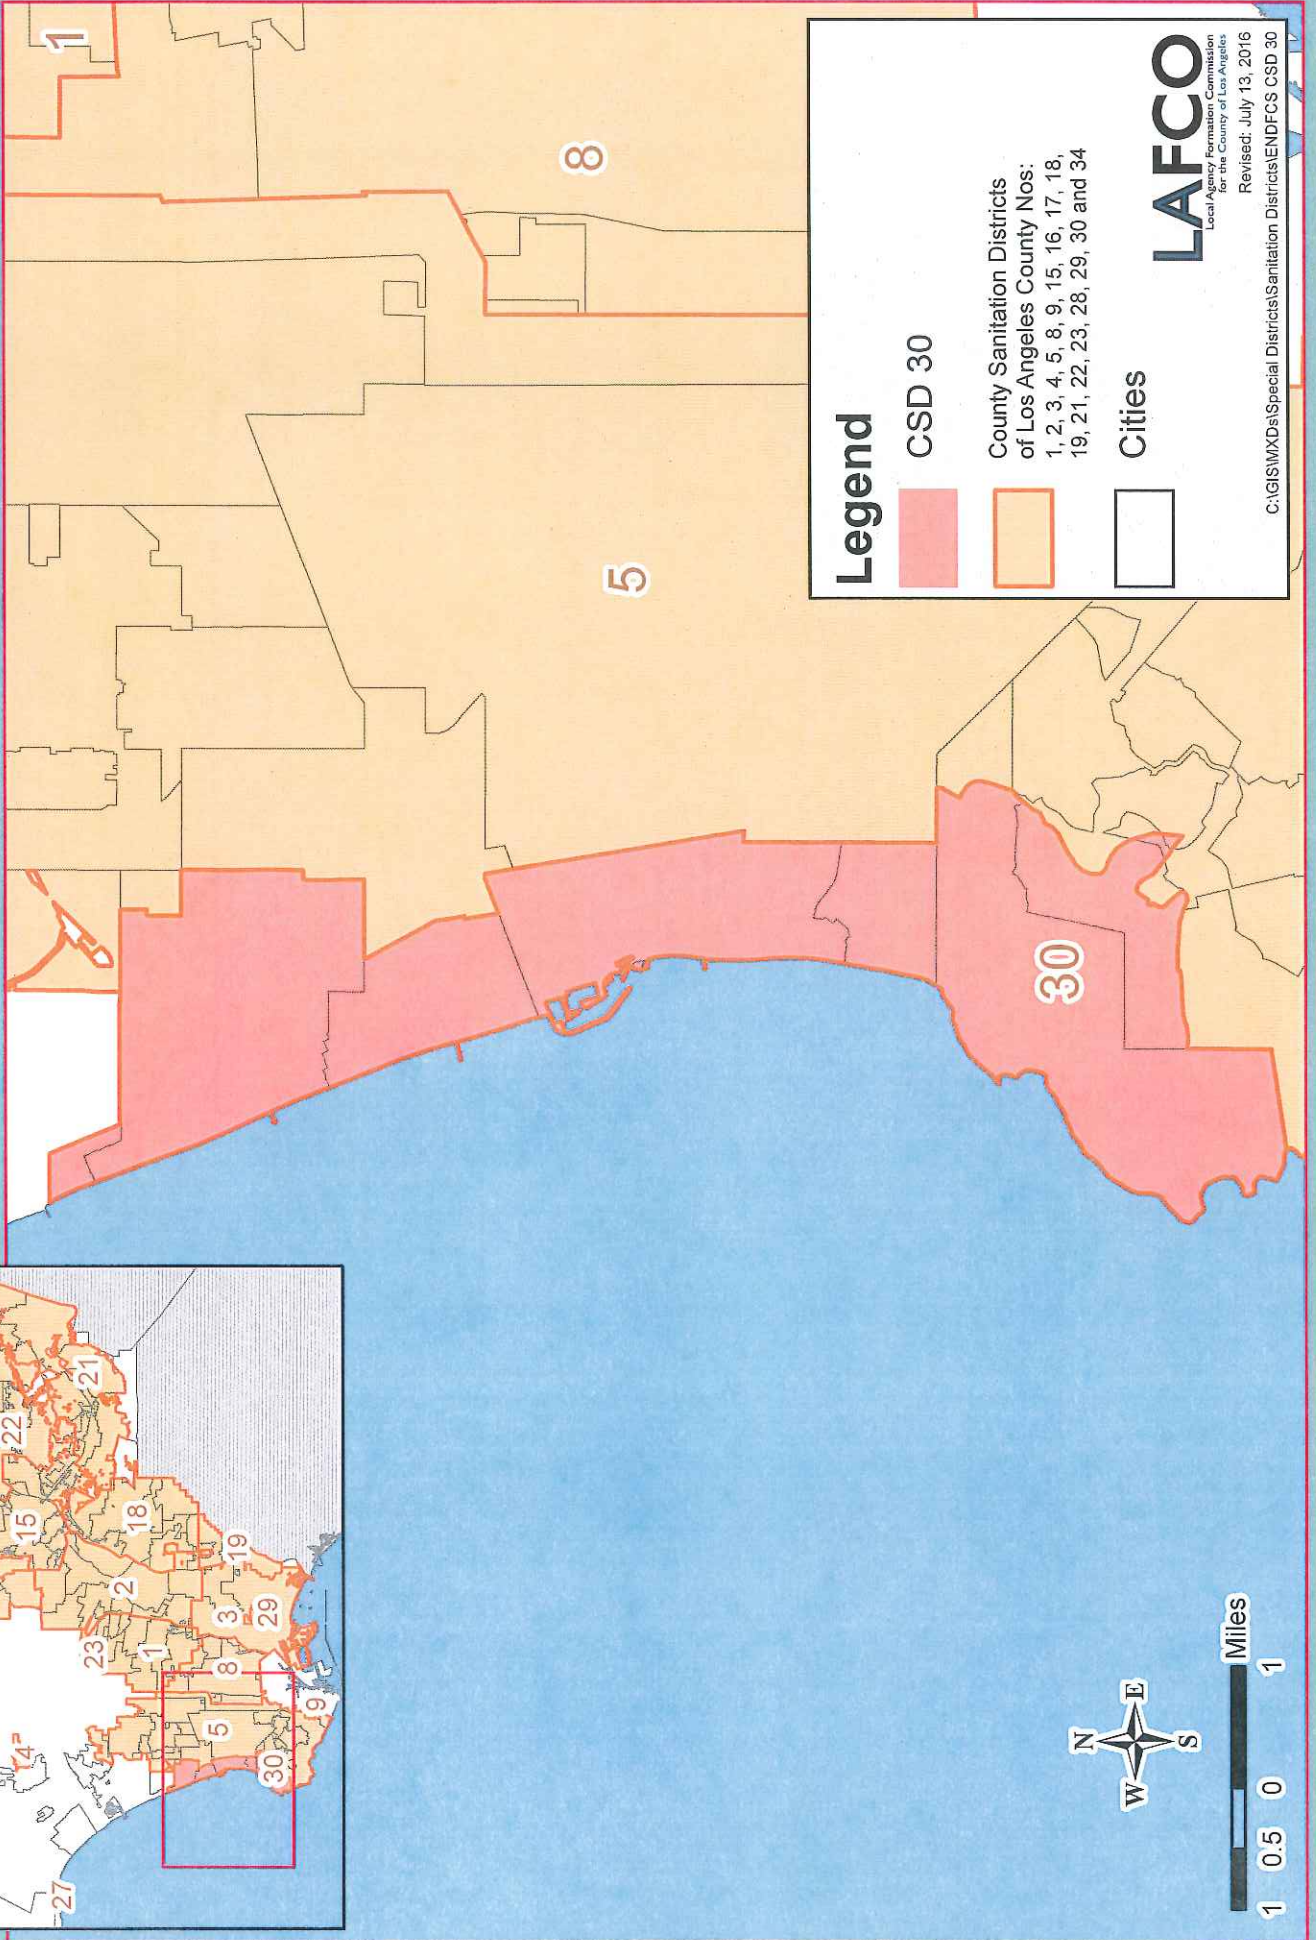 1
8
5
30
Legend
CSD 30
County Sanitation Districts
of Los Angeles County Nos:
1, 2, 3, 4, 5, 8, 9, 15, 16, 17, 18,
19, 21, 22, 23, 28, 29, 30 and 34
Cities
LAFCO
Local Agency Formation Commission
for the County of Los Angeles
Revised: July 13, 2016
C:\GIS\MXDs\Special Districts\Sanitation Districts\ENDFCS CSD 30
27
4
23
15
22
21
2
18
1
19
3
29
8
5
9
30
N
W E
S
1 0.5 0 1
Miles